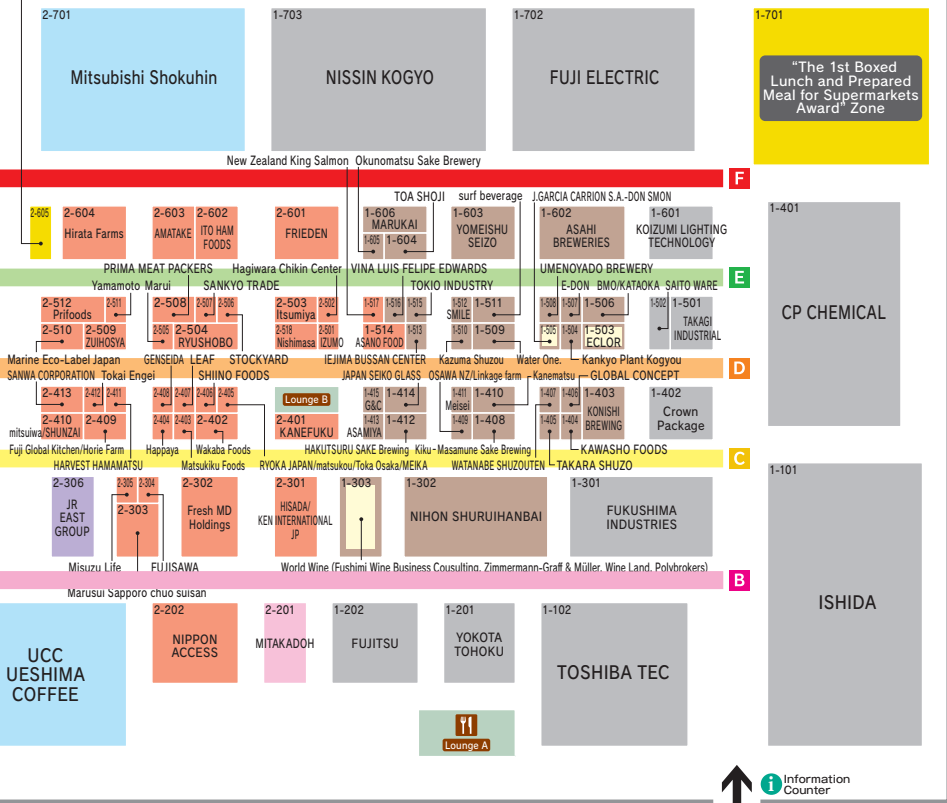 2-701
Mitsubishi Shokuhin
1-703
NISSIN KOGYO
1-702
FUJI ELECTRIC
1-701
“The 1st Boxed
Lunch and Prepared
Meal for Supermarkets
Award” Zone
New Zealand King Salmon
Okunomatsu Sake Brewery
F
TOA SHOJI
surf beverage
J.GARCIA CARRION S.A.-DON SMON
2-605
2-604
Hirata Farms
2-603
AMATAKE
2-602
ITO HAM
FOODS
2-601
FRIEDEN
1-606
MARUKAI
1-605
1-604
1-603
YOMEISHU
SEIZO
1-602
ASAHI
BREWERIES
1-601
KOIZUMI LIGHTING
TECHNOLOGY
1-401
CP CHEMICAL
PRIMA MEAT PACKERS
Hagiwara Chikin Center
VINA LUIS FELIPE EDWARDS
UMENOYADO BREWERY
E
Yamamoto
Marui
SANKYO TRADE
TOKIO INDUSTRY
E-DON
BMO/KATAOKA
SAITO WARE
2-512
Prifoods
2-511
2-508
2-507
2-506
2-503
Itsumiya
2-502
1-517
1-516
1-515
1-512
SMILE
1-511
1-508
1-507
1-506
1-502
1-501
TAKAGI
INDUSTRIAL
2-510
2-509
ZUIHOSYA
2-505
2-504
RYUSHOBO
2-518
Nishimasa
2-501
IZUMO
1-514
ASANO FOOD
1-513
1-510
1-509
1-505
1-504
1-503
ECLOR
Marine Eco-Label Japan
GENSEIDA
LEAF
STOCKYARD
IEJIMA BUSSAN CENTER
Kazuma Shuzou
Water One.
Kankyo Plant Kogyou
D
SANWA CORPORATION
Tokai Engei
SHIINO FOODS
JAPAN SEIKO GLASS
OSAWA NZ/Linkage farm
Kanematsu
GLOBAL CONCEPT
2-413
2-412
2-411
2-408
2-407
2-406
2-405
Lounge B
1-415
G&C
1-414
1-411
Meisei
1-410
1-407
1-406
1-403
KONISHI
BREWING
1-402
Crown
Package
2-410
mitsuiwa/SHUNZAI
2-409
2-404
2-403
2-402
2-401
KANEFUKU
1-413
ASAMIYA
1-412
1-409
1-408
1-405
1-404
Fuji Global Kitchen/Horie Farm
Happaya
Wakaba Foods
HAKUTSURU SAKE Brewing
Kiku-Masamune Sake Brewing
KAWASHO FOODS
C
HARVEST HAMAMATSU
Matsukiku Foods
RYOKA JAPAN/matsukou/Toka Osaka/MEIKA
WATANABE SHUZOUTEN
TAKARA SHUZO
1-101
ISHIDA
2-306
JR
EAST
GROUP
2-305
2-304
2-303
2-302
Fresh MD
Holdings
2-301
HISADA/
KEN INTERNATIONAL
JP
1-303
1-302
NIHON SHURUIHANBAI
1-301
FUKUSHIMA
INDUSTRIES
Misuzu Life
FUJISAWA
World Wine (Fushimi Wine Business Cousulting, Zimmermann-Graff & Müller, Wine Land, Polybrokers)
B
Marusui Sapporo chuo suisan
UCC
UESHIMA
COFFEE
2-202
NIPPON
ACCESS
2-201
MITAKADOH
1-202
FUJITSU
1-201
YOKOTA
TOHOKU
1-102
TOSHIBA TEC
Lounge A
i
Information
Counter